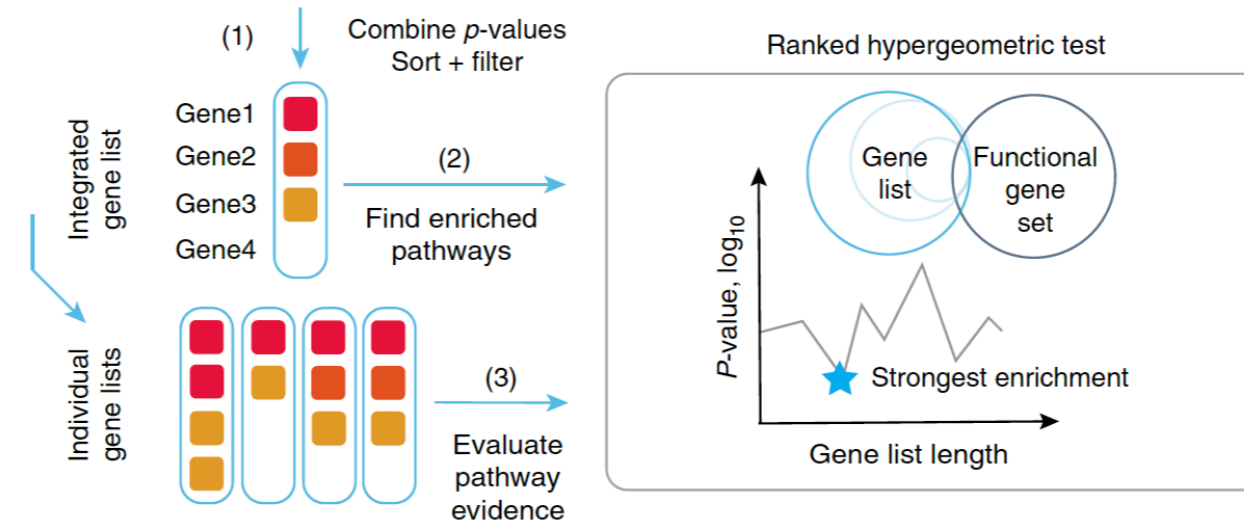 (1)
Combine p-values
Sort + filter
Integrated
gene list
Gene1
Gene2
Gene3
Gene4
(2)
Find enriched
pathways
Individual
gene lists
(3)
Evaluate
pathway
evidence
Ranked hypergeometric test
Gene
list
Functional
gene
set
P-value, log10
Strongest enrichment
Gene list length